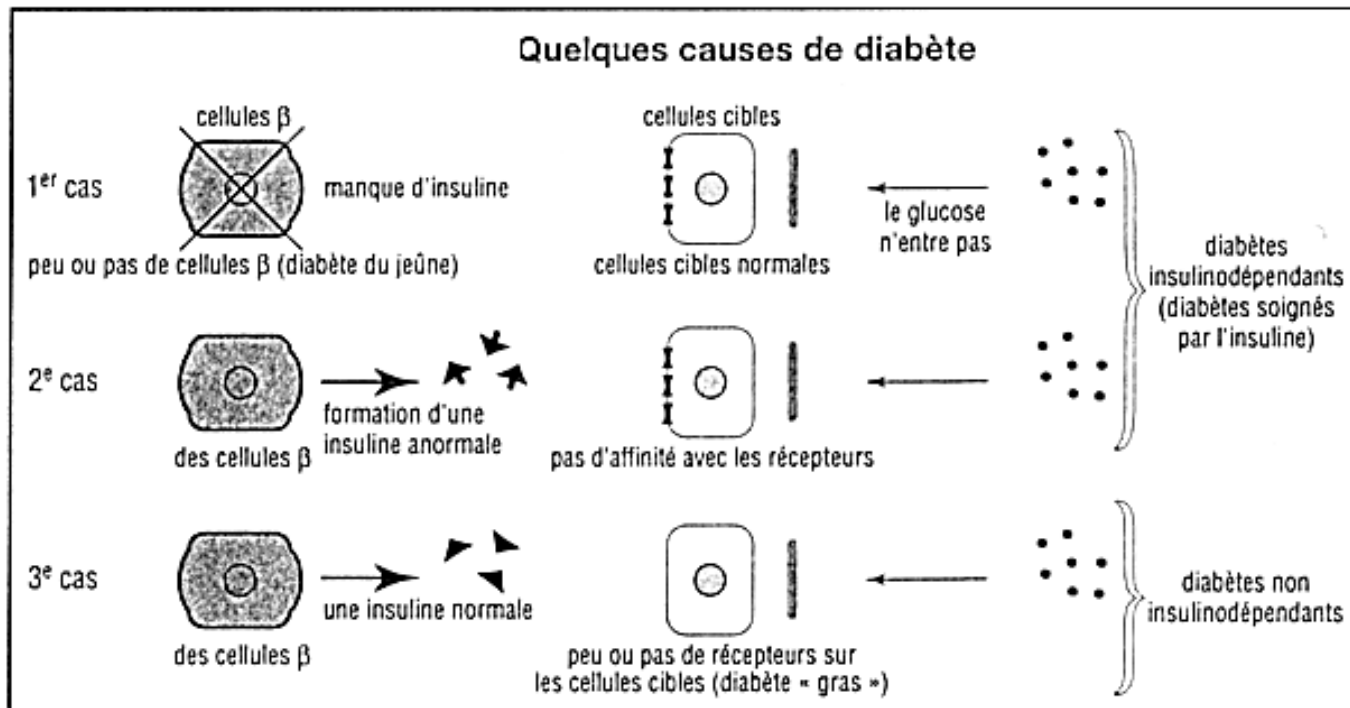 Quelques causes de diabète
cellules β
cellules cibles
1er cas
manque d'insuline
le glucose
n'entre pas
peu ou pas de cellules β (diabète du jeûne)
cellules cibles normales
diabètes
insulinodépendants
(diabètes soignés
par l'insuline)
2e cas
formation d'une
insuline anormale
des cellules β
pas d'affinité avec les récepteurs
3e cas
une insuline normale
des cellules β
peu ou pas de récepteurs sur
les cellules cibles (diabète « gras »)
diabètes non
insulinodépendants